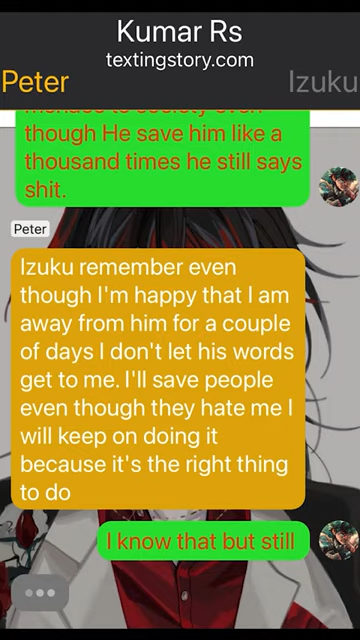 Kumar Rs
textingstory.com
Peter
Izuku
though He save him like a
thousand times he still says
shit.
Peter
Izuku remember even
though I'm happy that I am
away from him for a couple
of days I don't let his words
get to me. I'll save people
even though they hate me I
will keep on doing it
because it's the right thing
to do
I know that but still